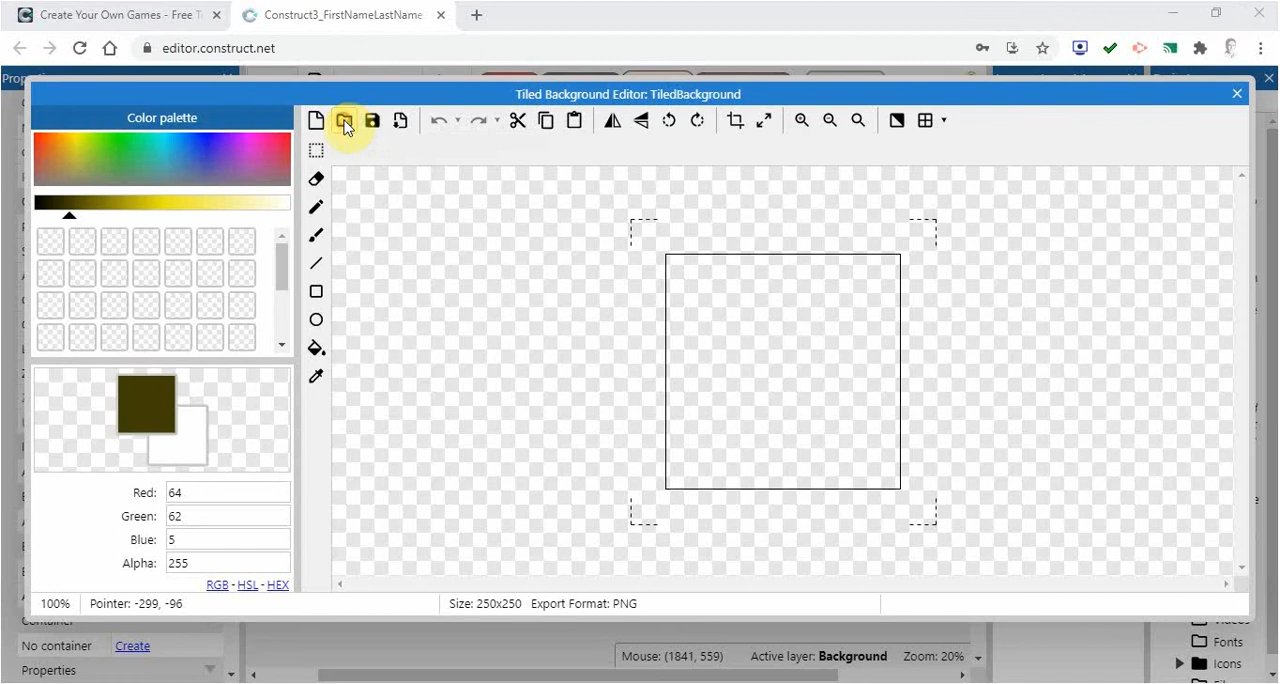 Create Your Own Games - Free T
Construct3_FirstNameLastName
editor.construct.net
Tiled Background Editor: TiledBackground
Color palette
Red: 64
Green: 62
Blue: 5
Alpha: 255
RGB - HSL - HEX
100%
Pointer: -299, -96
Size: 250x250
Export Format: PNG
No container
Create
Properties
Mouse: (1841, 559)
Active layer: Background
Zoom: 20%
Fonts
Icons